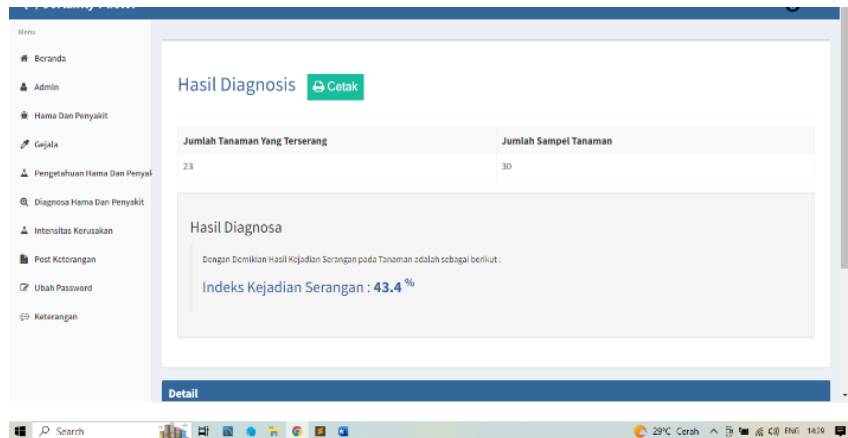 Menu
Beranda
Admin
Hama Dan Penyakit
Gejala
Pengetahuan Hama Dan Penyak
Diagnosa Hama Dan Penyakit
Intensitas Kerusakan
Post Keterangan
Ubah Password
Keterangan
Hasil Diagnosis Cetak
Jumlah Tanaman Yang Terserang Jumlah Sampel Tanaman
23 30
Hasil Diagnosa
Dengan Demikian Hasil Kejadian Serangan pada Tanaman adalah sebagai berikut :
Indeks Kejadian Serangan : 43.4 %
Detail
Search 29°C Cerah ENG 14:29